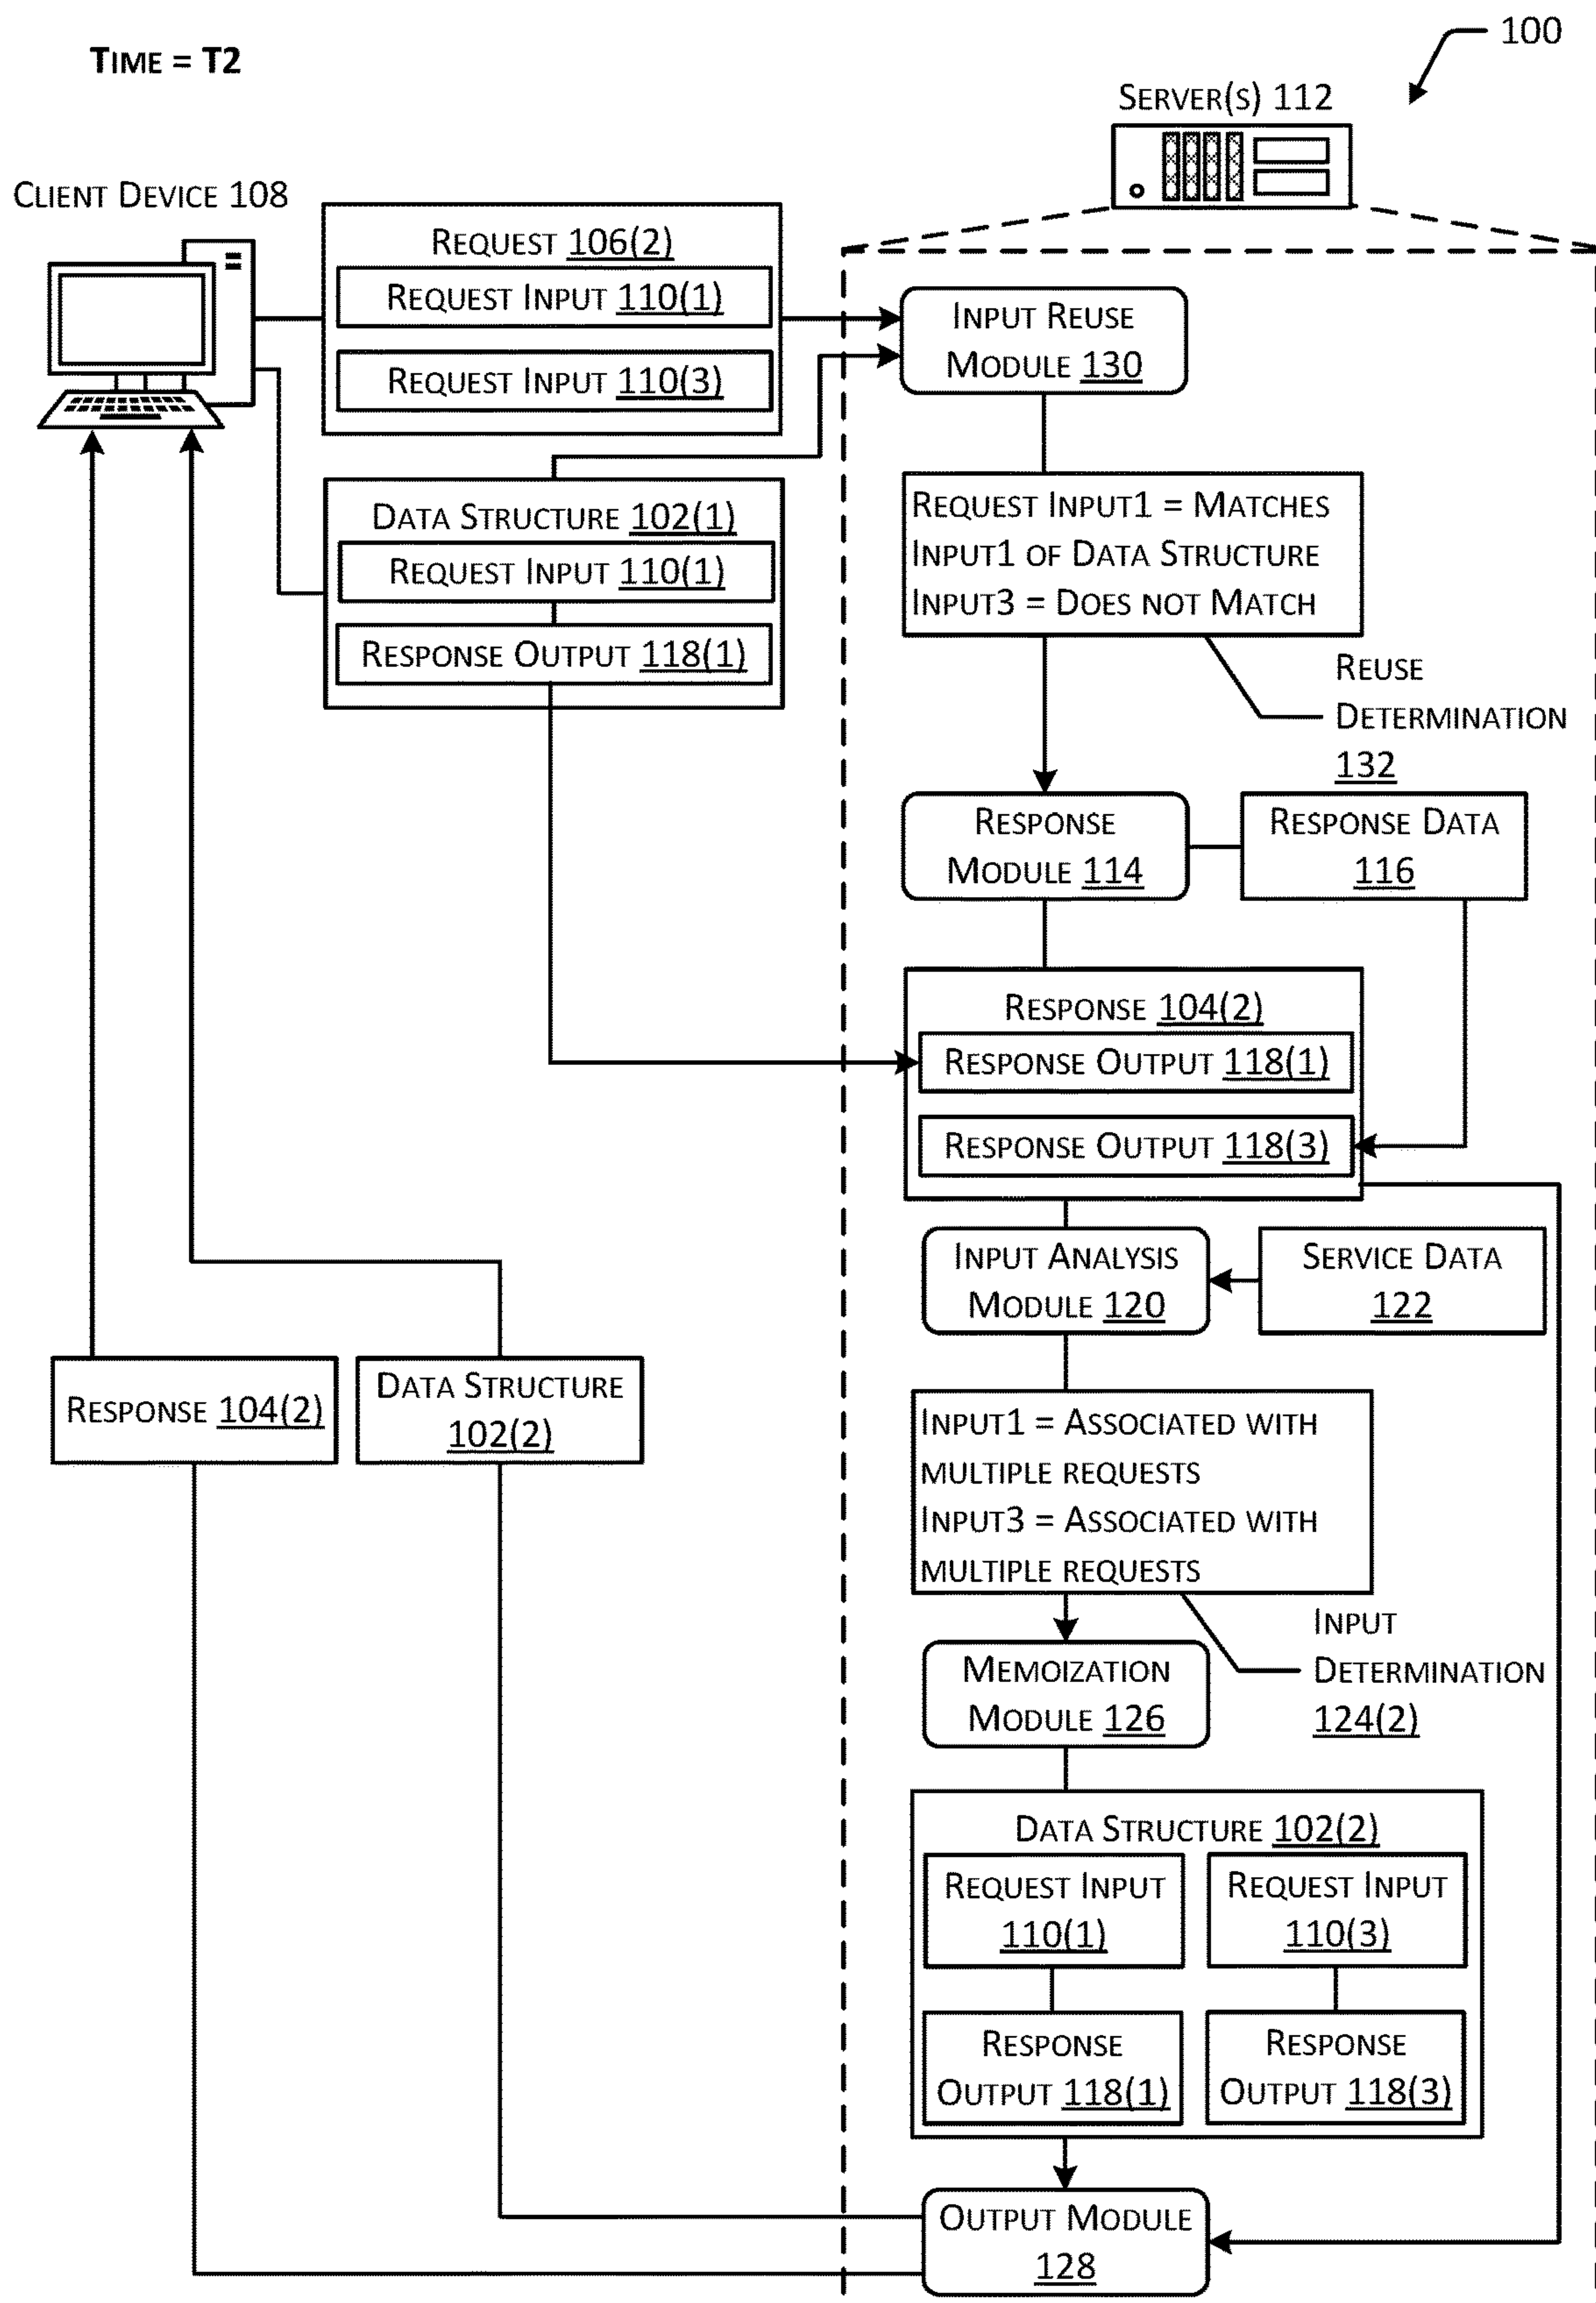 TIME = T2
100
SERVER(S) 112
CLIENT DEVICE 108
REQUEST 106(2)
REQUEST INPUT 110(1)
REQUEST INPUT 110(3)
INPUT REUSE
MODULE 130
DATA STRUCTURE 102(1)
REQUEST INPUT 110(1)
RESPONSE OUTPUT 118(1)
REQUEST INPUT1 = MATCHES
INPUT1 OF DATA STRUCTURE
INPUT3 = DOES NOT MATCH
REUSE
DETERMINATION
132
RESPONSE
MODULE 114
RESPONSE DATA
116
RESPONSE 104(2)
RESPONSE OUTPUT 118(1)
RESPONSE OUTPUT 118(3)
INPUT ANALYSIS
MODULE 120
SERVICE DATA
122
RESPONSE 104(2)
DATA STRUCTURE
102(2)
INPUT1 = ASSOCIATED WITH
MULTIPLE REQUESTS
INPUT3 = ASSOCIATED WITH
MULTIPLE REQUESTS
INPUT
DETERMINATION
124(2)
MEMOIZATION
MODULE 126
DATA STRUCTURE 102(2)
REQUEST INPUT
110(1)
REQUEST INPUT
110(3)
RESPONSE
OUTPUT 118(1)
RESPONSE
OUTPUT 118(3)
OUTPUT MODULE
128